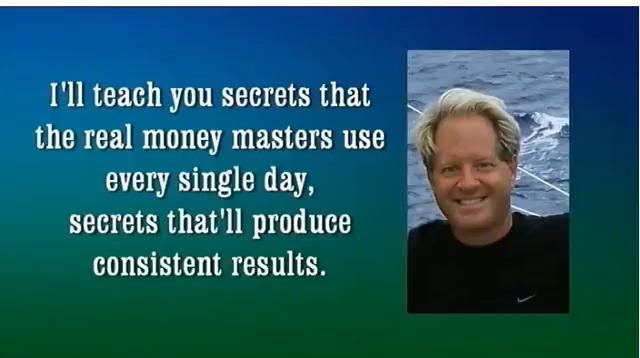 I'll teach you secrets that
the real money masters use
every single day,
secrets that'll produce
consistent results.